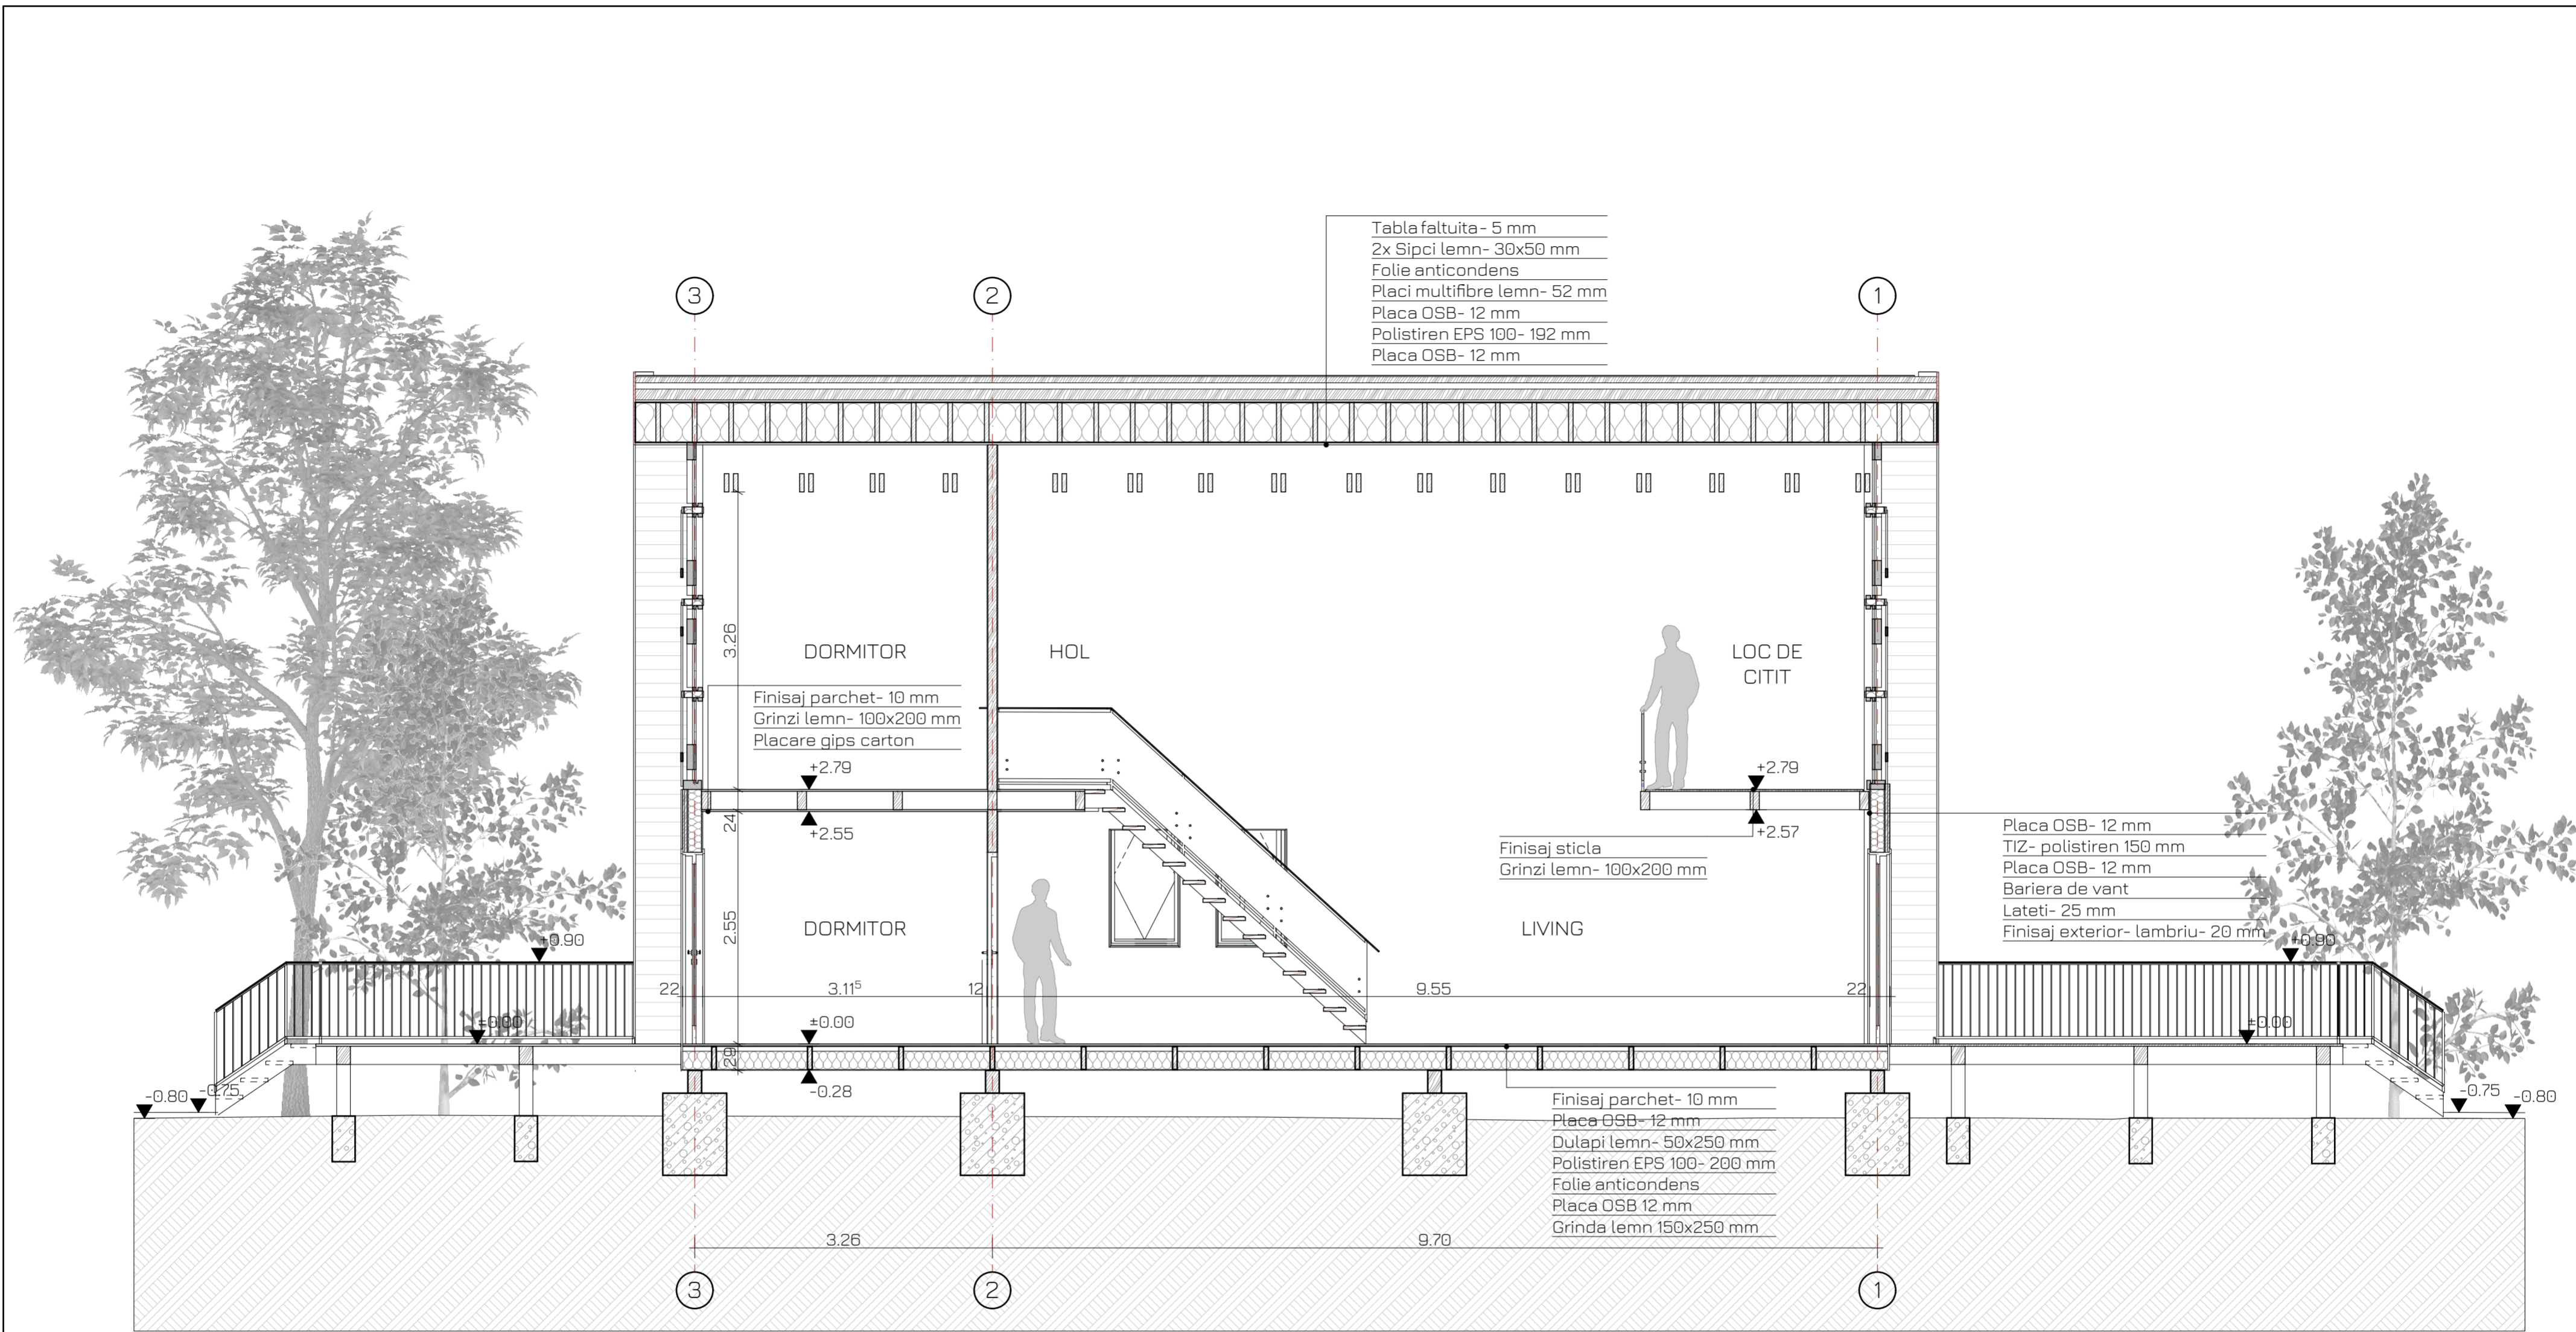 Tabla faltuita- 5 mm
2x Sipci lemn- 30x50 mm
Folie anticondens
Placi multifibre lemn- 52 mm
Placa OSB- 12 mm
Polistiren EPS 100- 192 mm
Placa OSB- 12 mm
3
2
1
3.26
DORMITOR
HOL
LOC DE
CITIT
Finisaj parchet- 10 mm
Grinzi lemn- 100x200 mm
Placare gips carton
+2.79
+2.79
24
+2.55
+2.57
Finisaj sticla
Grinzi lemn- 100x200 mm
Placa OSB- 12 mm
TIZ- polistiren 150 mm
Placa OSB- 12 mm
Bariera de vant
Lateti- 25 mm
Finisaj exterior- lambriu- 20 mm
2.55
DORMITOR
LIVING
+0.90
+0.90
22
3.11⁵
12
9.55
22
±0.00
±0.00
±0.00
29
-0.28
-0.80
-0.75
-0.75
-0.80
Finisaj parchet- 10 mm
Placa OSB- 12 mm
Dulapi lemn- 50x250 mm
Polistiren EPS 100- 200 mm
Folie anticondens
Placa OSB 12 mm
Grinda lemn 150x250 mm
3.26
9.70
3
2
1